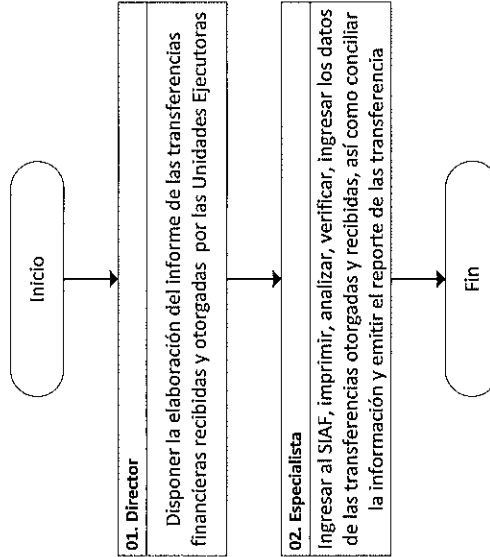 Inicio
01. Director
Disponer la elaboración del informe de las transferencias
financieras recibidas y otorgadas por las Unidades Ejecutoras
02. Especialista
Ingresar al SIAF, imprimir, analizar, verificar, ingresar los datos
de las transferencias otorgadas y recibidas, así como conciliar
la información y emitir el reporte de las transferencia
Fin